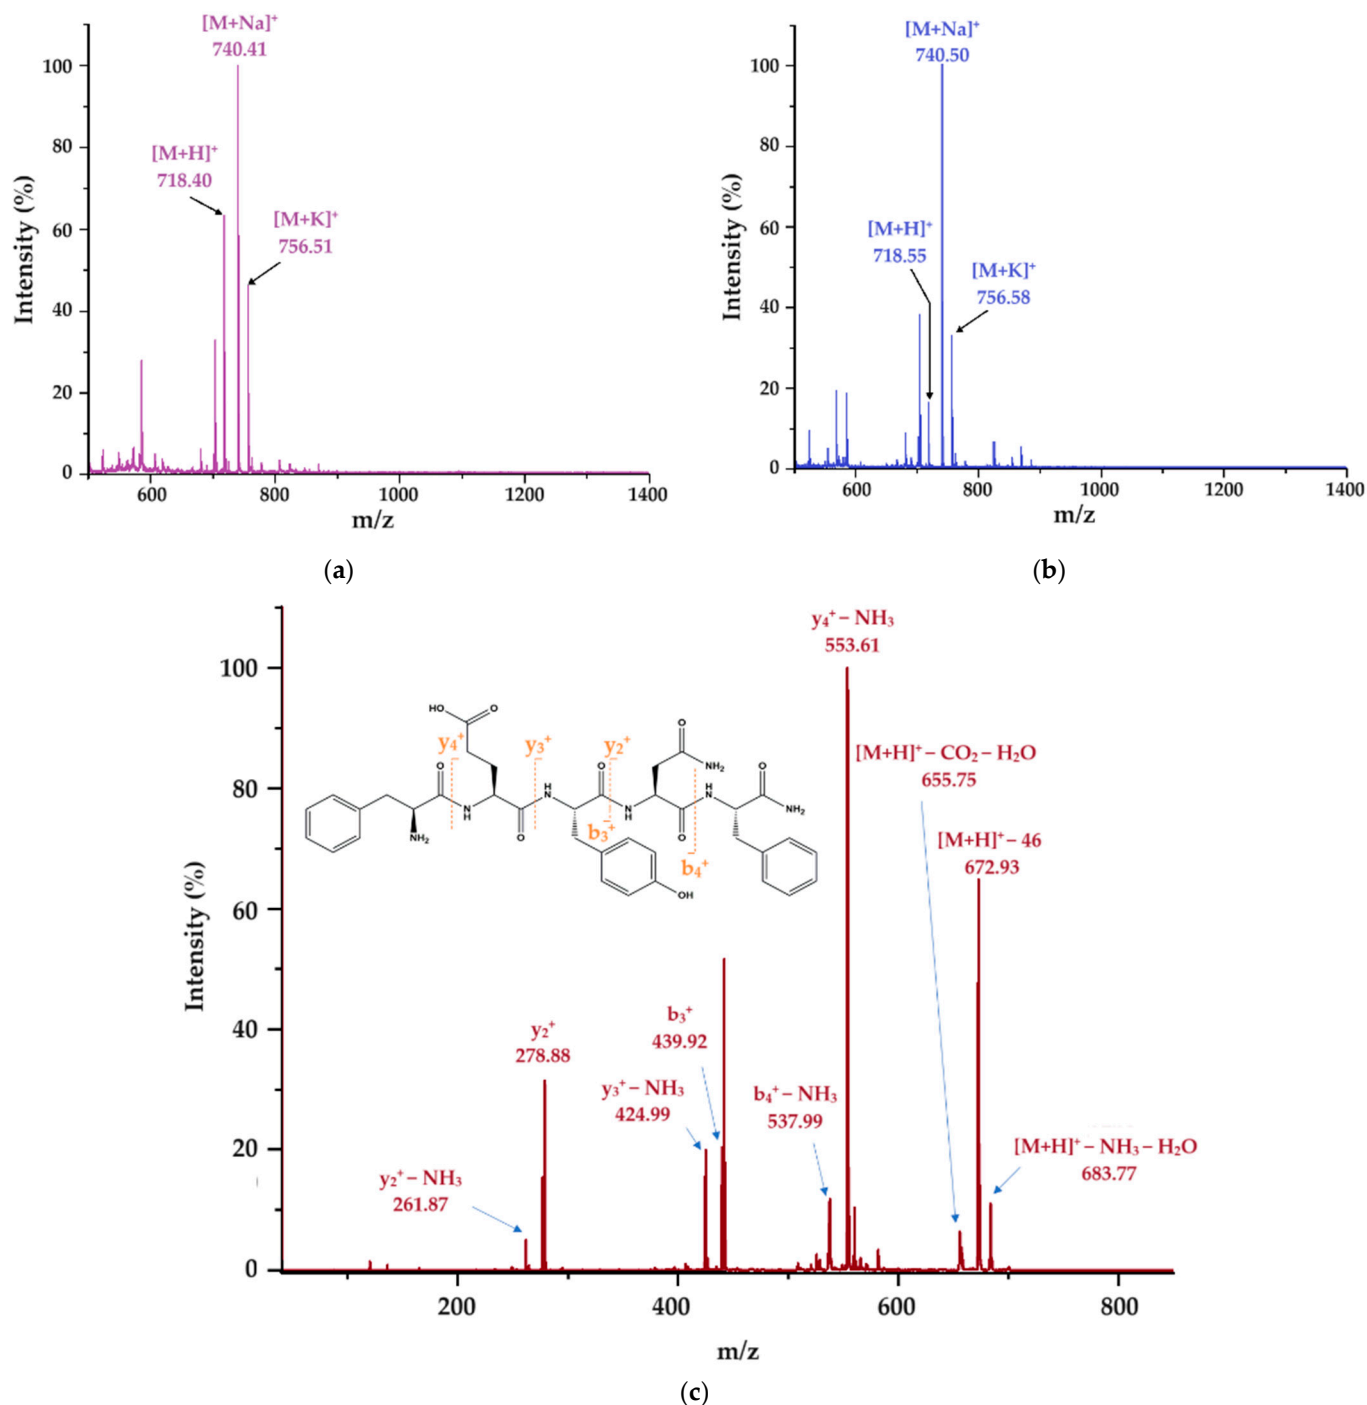 [M+Na]⁺
740.41
[M+H]⁺
718.40
[M+K]⁺
756.51
Intensity (%)
100
80
60
40
20
0
600
800
1000
1200
1400
m/z
(a)
[M+Na]⁺
740.50
[M+H]⁺
718.55
[M+K]⁺
756.58
Intensity (%)
100
80
60
40
20
0
600
800
1000
1200
1400
m/z
(b)
y₄⁺ – NH₃
553.61
[M+H]⁺ – CO₂ – H₂O
655.75
[M+H]⁺ – 46
672.93
[M+H]⁺ – NH₃ – H₂O
683.77
b₄⁺ – NH₃
537.99
b₃⁺
439.92
y₃⁺ – NH₃
424.99
y₂⁺
278.88
y₂⁺ – NH₃
261.87
HO
O
y₄⁺
y₃⁺
y₂⁺
O
H
N
O
O
NH₂
H
N
O
NH₂
NH₂
N
H
O
b₃⁺
N
H
O
b₄⁺
OH
Intensity (%)
100
80
60
40
20
0
200
400
600
800
m/z
(c)